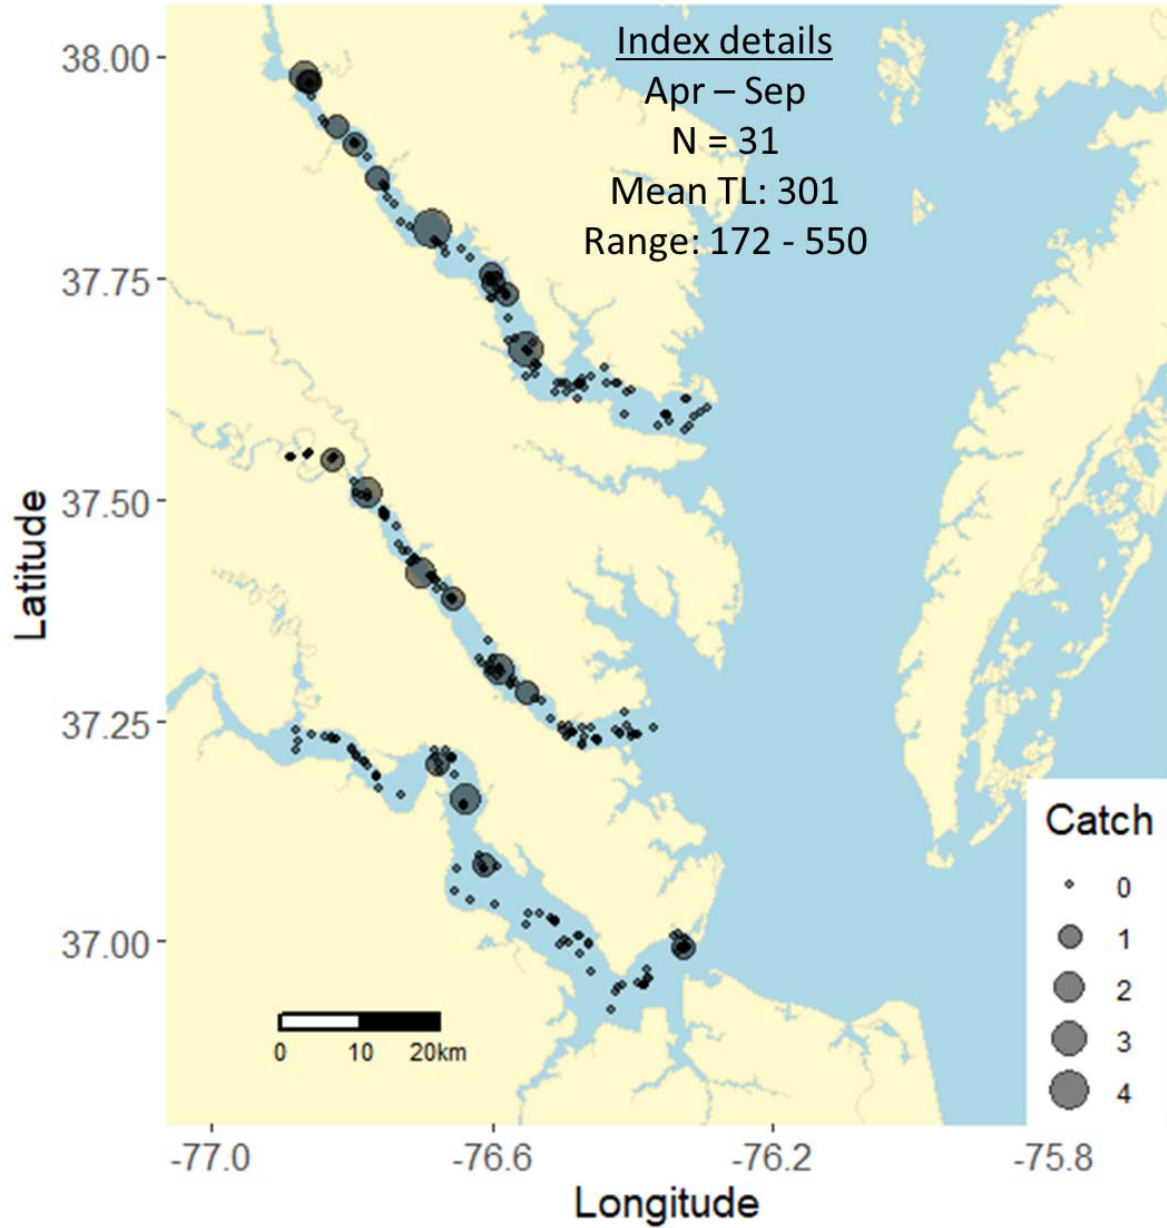 Index details
Apr – Sep
N = 31
Mean TL: 301
Range: 172 - 550
38.00
37.75
37.50
37.25
37.00
Latitude
Catch
0
1
2
3
4
0 10 20km
-77.0 -76.6 -76.2 -75.8
Longitude